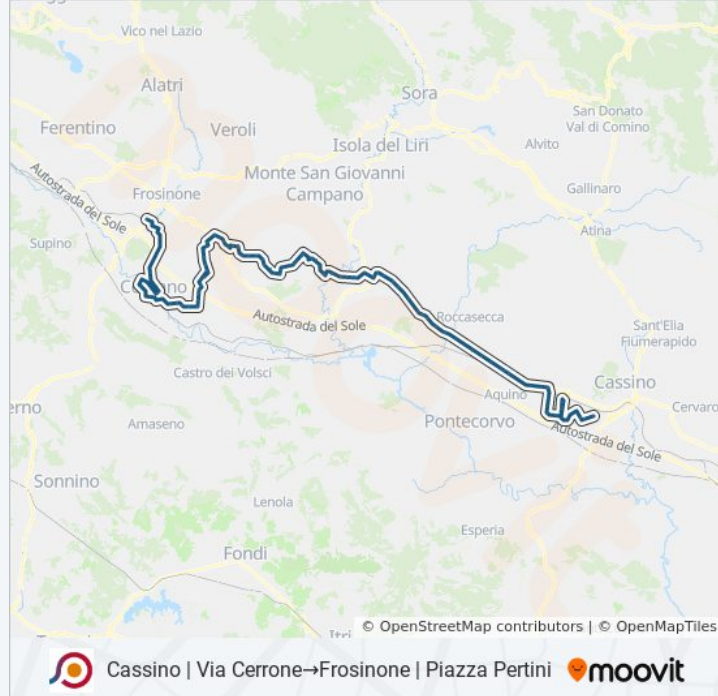 Vico nel Lazio
Alatri
Sora
San Donato
Val di Comino
Ferentino
Veroli
Isola del Liri
Alvito
Autostrada del Sole
Monte San Giovanni
Campano
Frosinone
Gallinaro
Atina
Supino
Roccasecca
Autostrada del Sole
Sant'Elia
Fiumerapido
Castro dei Volsci
Cassino
Aquino
Cervaro
Amaseno
Pontecorvo
Autostrada del Sole
Sonnino
Lenola
Esperia
Fondi
Itri
© OpenStreetMap contributors | © OpenMapTiles
Cassino | Via Cerrone→Frosinone | Piazza Pertini
moovit